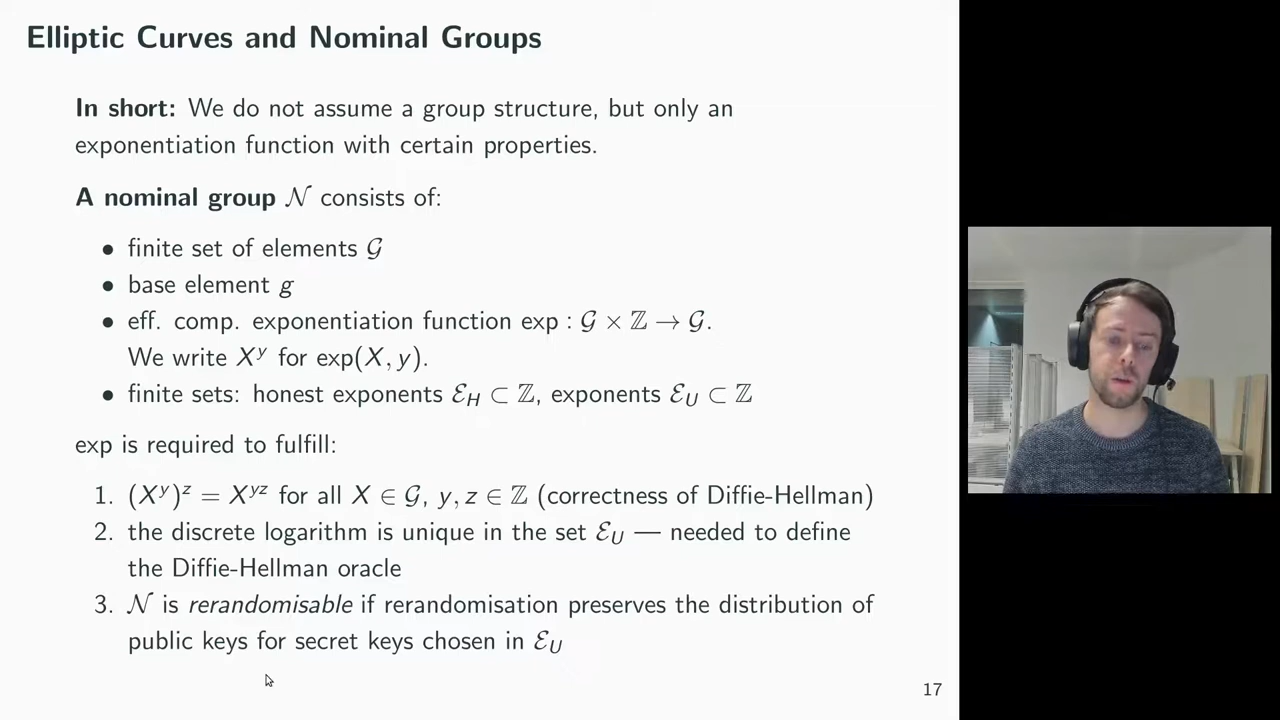 Elliptic Curves and Nominal Groups
In short: We do not assume a group structure, but only an
exponentiation function with certain properties.
A nominal group 𝒩 consists of:
• finite set of elements 𝒢
• base element g
• eff. comp. exponentiation function exp : 𝒢 × ℤ → 𝒢.
We write Xʸ for exp(X, y).
• finite sets: honest exponents ℰ_H ⊂ ℤ, exponents ℰ_U ⊂ ℤ
exp is required to fulfill:
1. (Xʸ)ᶻ = Xʸᶻ for all X ∈ 𝒢, y, z ∈ ℤ (correctness of Diffie-Hellman)
2. the discrete logarithm is unique in the set ℰ_U — needed to define
the Diffie-Hellman oracle
3. 𝒩 is rerandomisable if rerandomisation preserves the distribution of
public keys for secret keys chosen in ℰ_U
17